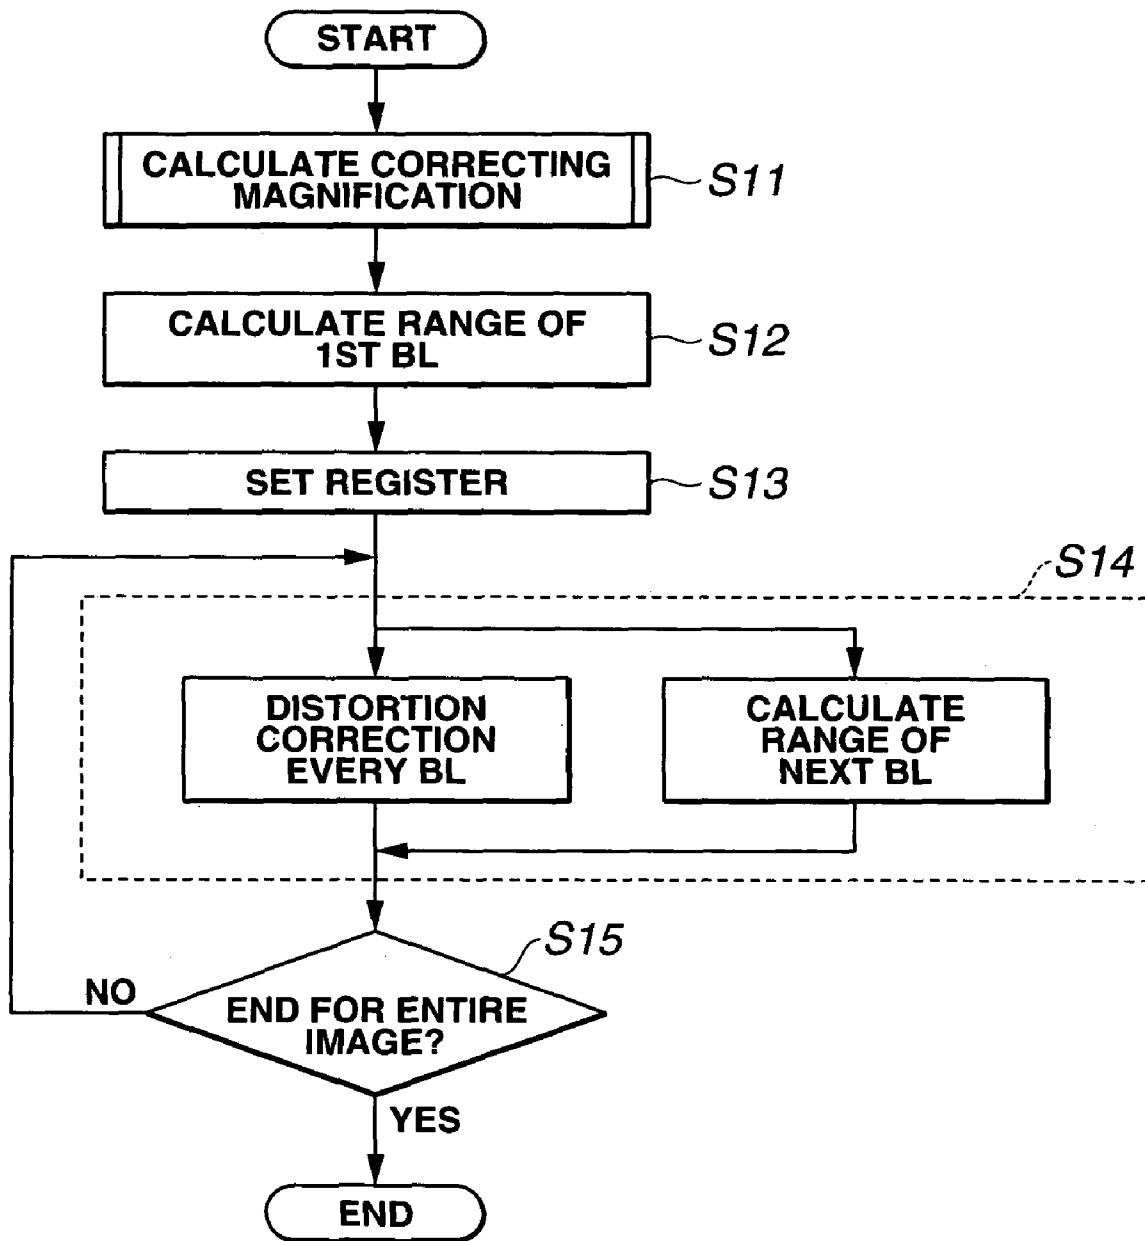 START
CALCULATE CORRECTING
MAGNIFICATION
S11
CALCULATE RANGE OF
1ST BL
S12
SET REGISTER
S13
S14
DISTORTION
CORRECTION
EVERY BL
CALCULATE
RANGE OF
NEXT BL
S15
NO
END FOR ENTIRE
IMAGE?
YES
END